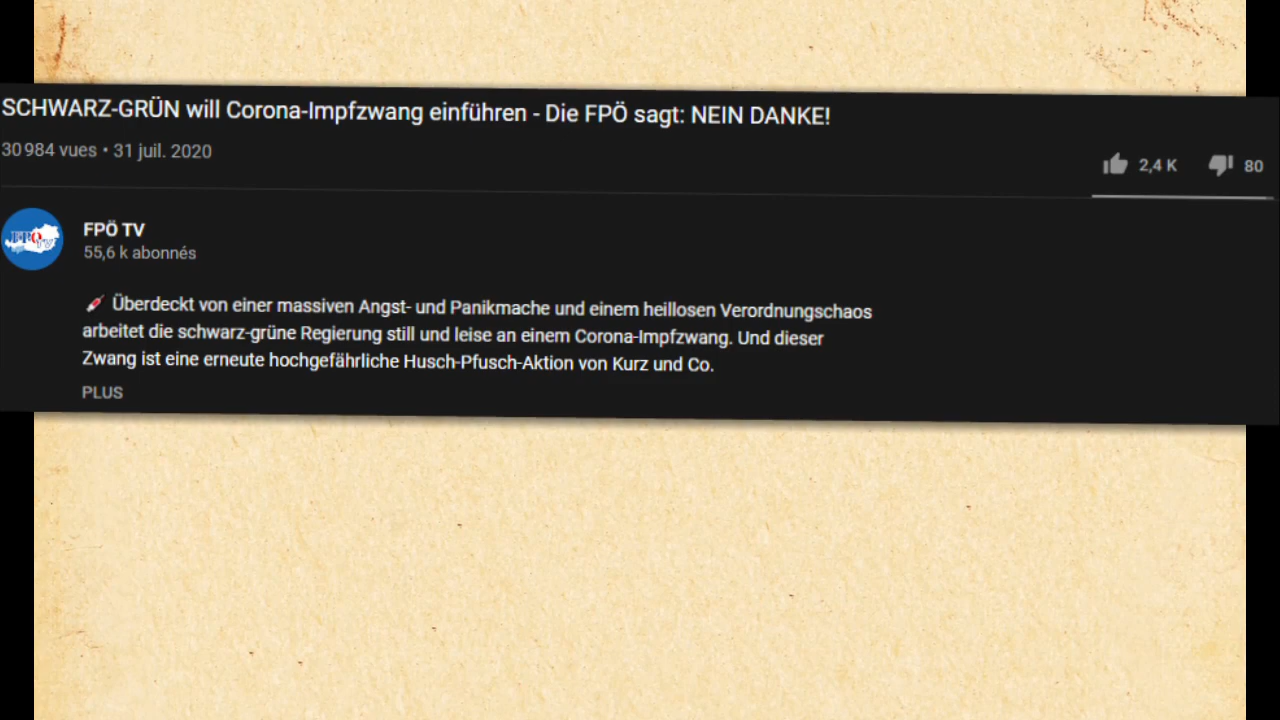 SCHWARZ-GRÜN will Corona-Impfzwang einführen - Die FPÖ sagt: NEIN DANKE!
30 984 vues • 31 juil. 2020
2,4 K 80
FPÖ TV
55,6 k abonnés
Überdeckt von einer massiven Angst- und Panikmache und einem heillosen Verordnungschaos
arbeitet die schwarz-grüne Regierung still und leise an einem Corona-Impfzwang. Und dieser
Zwang ist eine erneute hochgefährliche Husch-Pfusch-Aktion von Kurz und Co.
PLUS